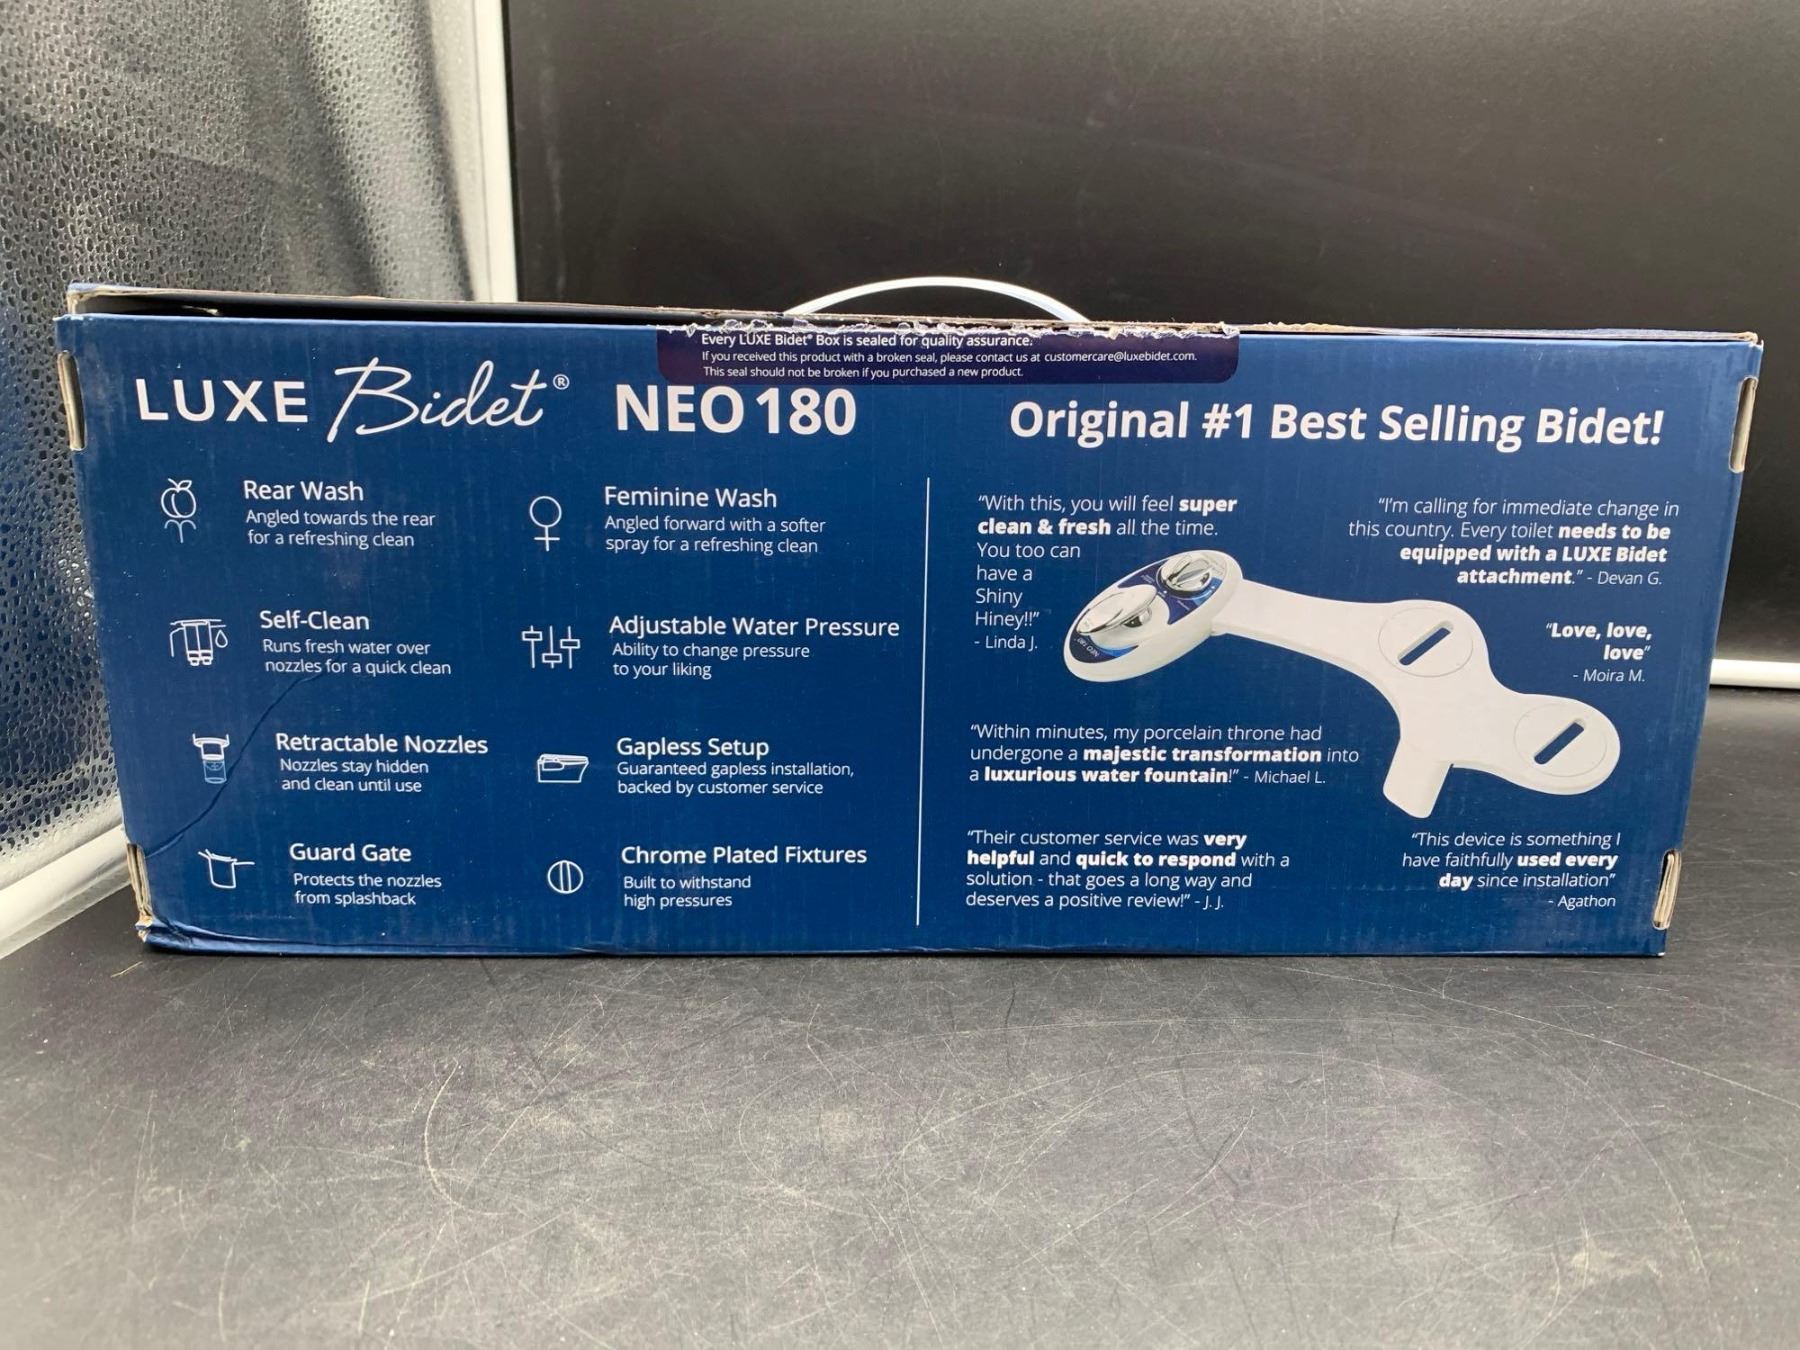 Every LUXE Bidet® Box is sealed for quality assurance.
If you received this product with a broken seal, please contact us at customercare@luxebidet.com.
This seal should not be broken if you purchased a new product.
LUXE Bidet® NEO 180
Rear Wash
Angled towards the rear
for a refreshing clean
Feminine Wash
Angled forward with a softer
spray for a refreshing clean
Self-Clean
Runs fresh water over
nozzles for a quick clean
Adjustable Water Pressure
Ability to change pressure
to your liking
Retractable Nozzles
Nozzles stay hidden
and clean until use
Gapless Setup
Guaranteed gapless installation,
backed by customer service
Guard Gate
Protects the nozzles
from splashback
Chrome Plated Fixtures
Built to withstand
high pressures
Original #1 Best Selling Bidet!
“With this, you will feel super
clean & fresh all the time.
You too can
have a
Shiny
Hiney!!”
- Linda J.
“I'm calling for immediate change in
this country. Every toilet needs to be
equipped with a LUXE Bidet
attachment.” - Devan G.
“Love, love,
love”
- Moira M.
NEO 180
“Within minutes, my porcelain throne had
undergone a majestic transformation into
a luxurious water fountain!” - Michael L.
“Their customer service was very
helpful and quick to respond with a
solution - that goes a long way and
deserves a positive review!” - J. J.
“This device is something I
have faithfully used every
day since installation”
- Agathon